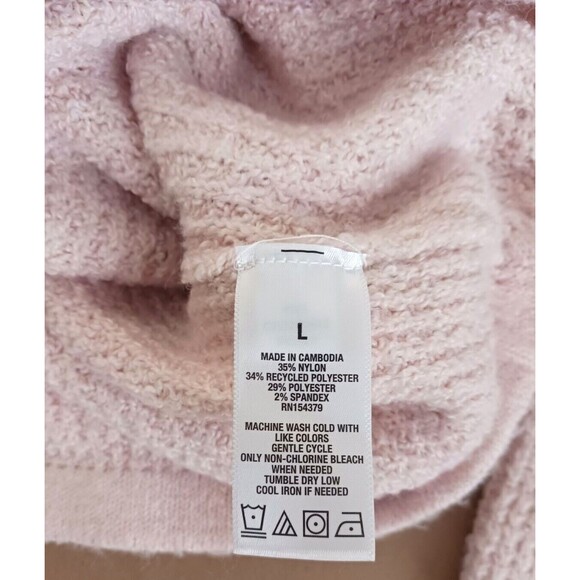 L
MADE IN CAMBODIA
35% NYLON
34% RECYCLED POLYESTER
29% POLYESTER
2% SPANDEX
RN154379
MACHINE WASH COLD WITH
LIKE COLORS
GENTLE CYCLE
ONLY NON-CHLORINE BLEACH
WHEN NEEDED
TUMBLE DRY LOW
COOL IRON IF NEEDED